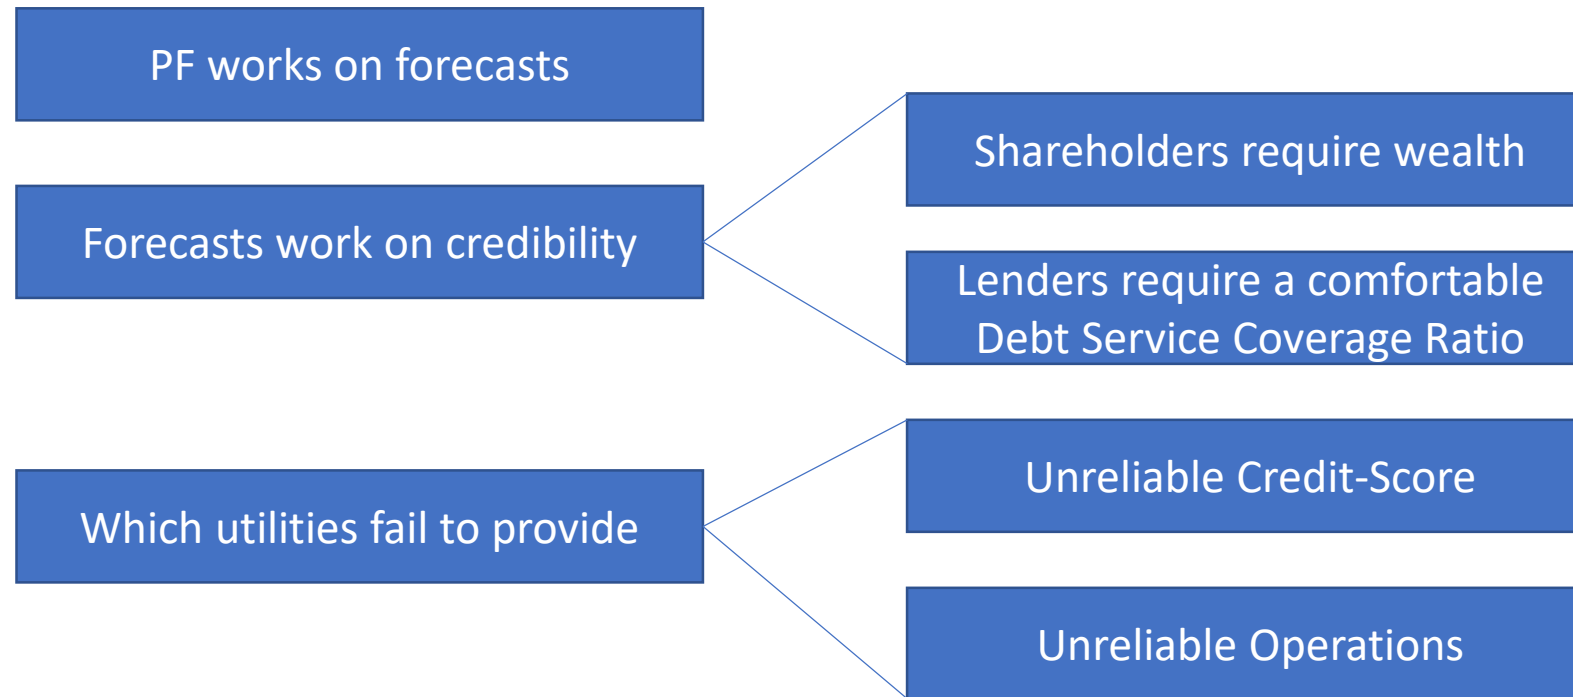 PF works on forecasts
Forecasts work on credibility
Shareholders require wealth
Lenders require a comfortable
Debt Service Coverage Ratio
Which utilities fail to provide
Unreliable Credit-Score
Unreliable Operations